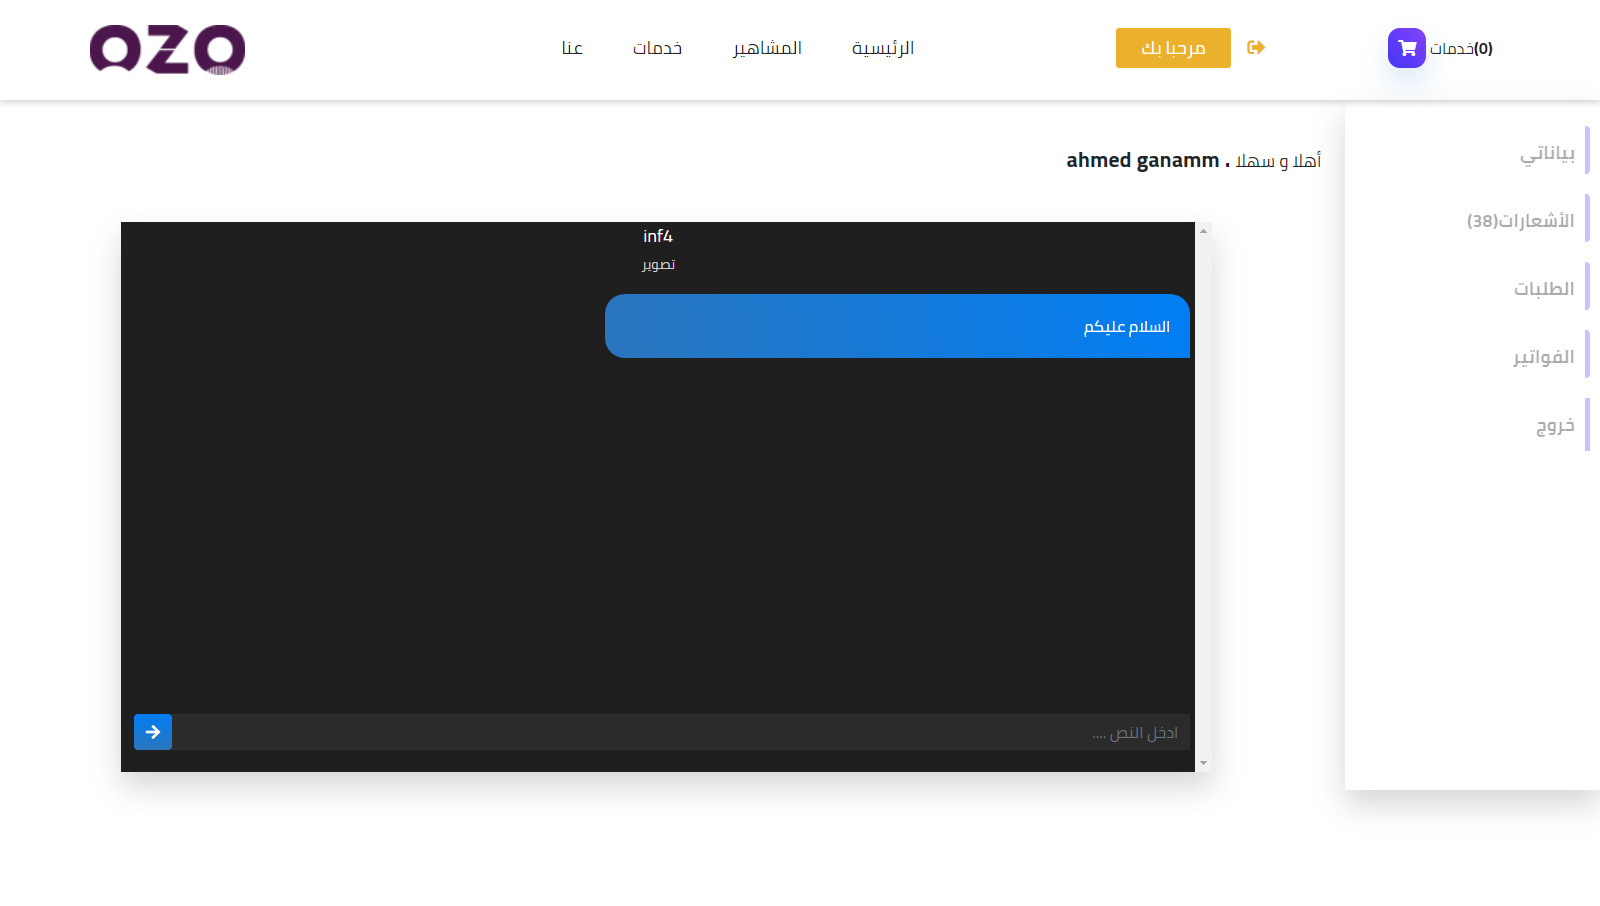 (0)خدمات
مرحبا بك
الرئيسية
المشاهير
خدمات
عنا
OZO
بياناتي
الأشعارات(38)
الطلبات
الفواتير
خروج
أهلا و سهلا . ahmed ganamm
inf4
تصوير
السلام عليكم
ادخل النص ....